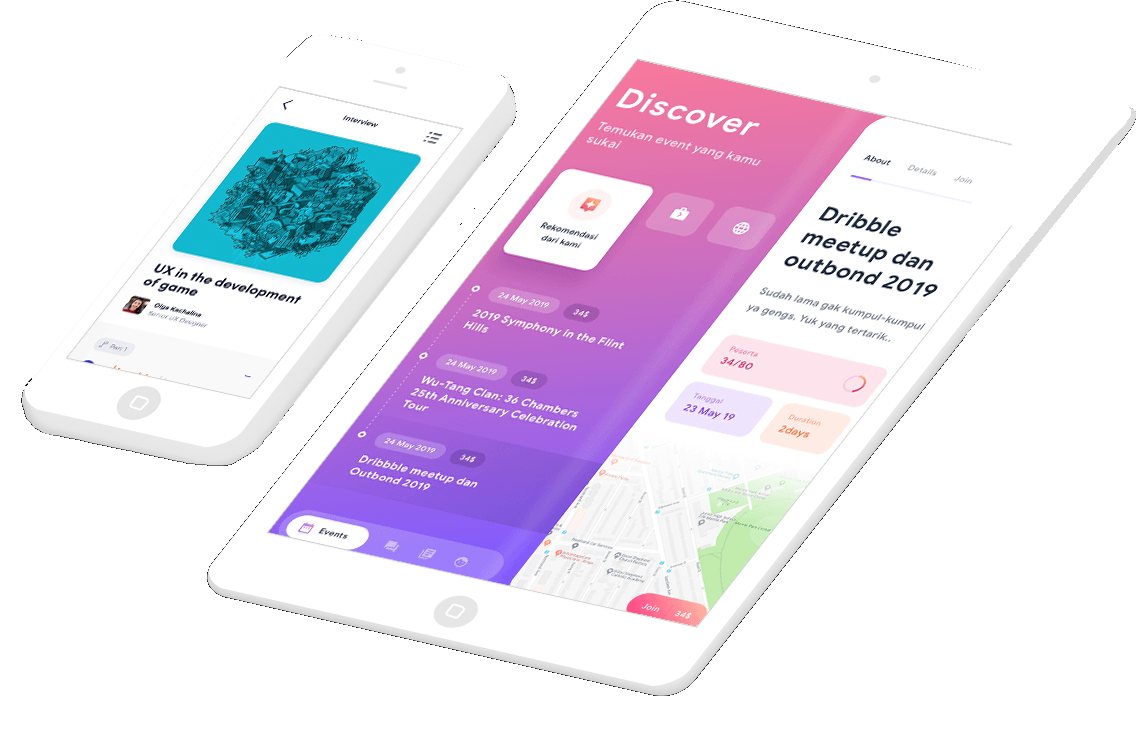 Interview
UX in the development
of game
Olga Kachalina
Senior UX Designer
Part 1
Discover
Temukan event yang kamu
sukai
Rekomendasi
dari kami
24 May 2019
34$
2019 Symphony in the Flint
Hills
24 May 2019
34$
Wu-Tang Clan: 36 Chambers
25th Anniversary Celebration
Tour
24 May 2019
34$
Dribbble meetup dan
Outbond 2019
Events
About
Details
Join
Dribble
meetup dan
outbond 2019
Sudah lama gak kumpul-kumpul
ya gengs. Yuk yang tertarik.
Peserta
34/80
Tanggal
23 May 19
Duration
2days
Join
34$